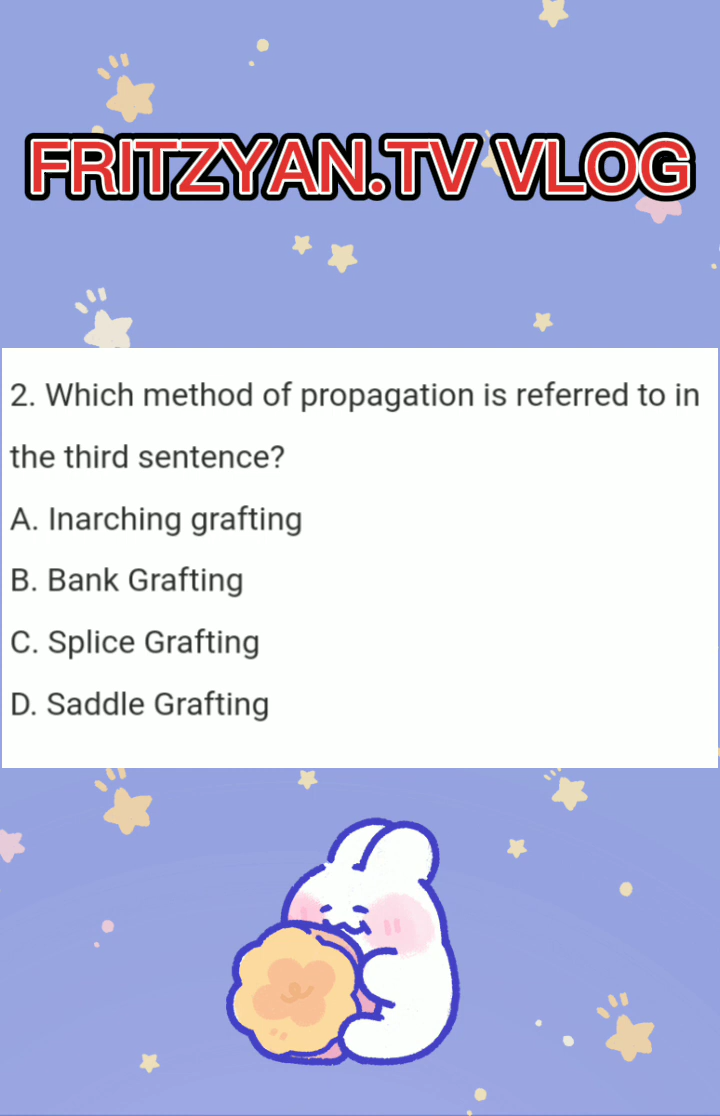 FRITZYAN.TV VLOG
2. Which method of propagation is referred to in
the third sentence?
A. Inarching grafting
B. Bank Grafting
C. Splice Grafting
D. Saddle Grafting